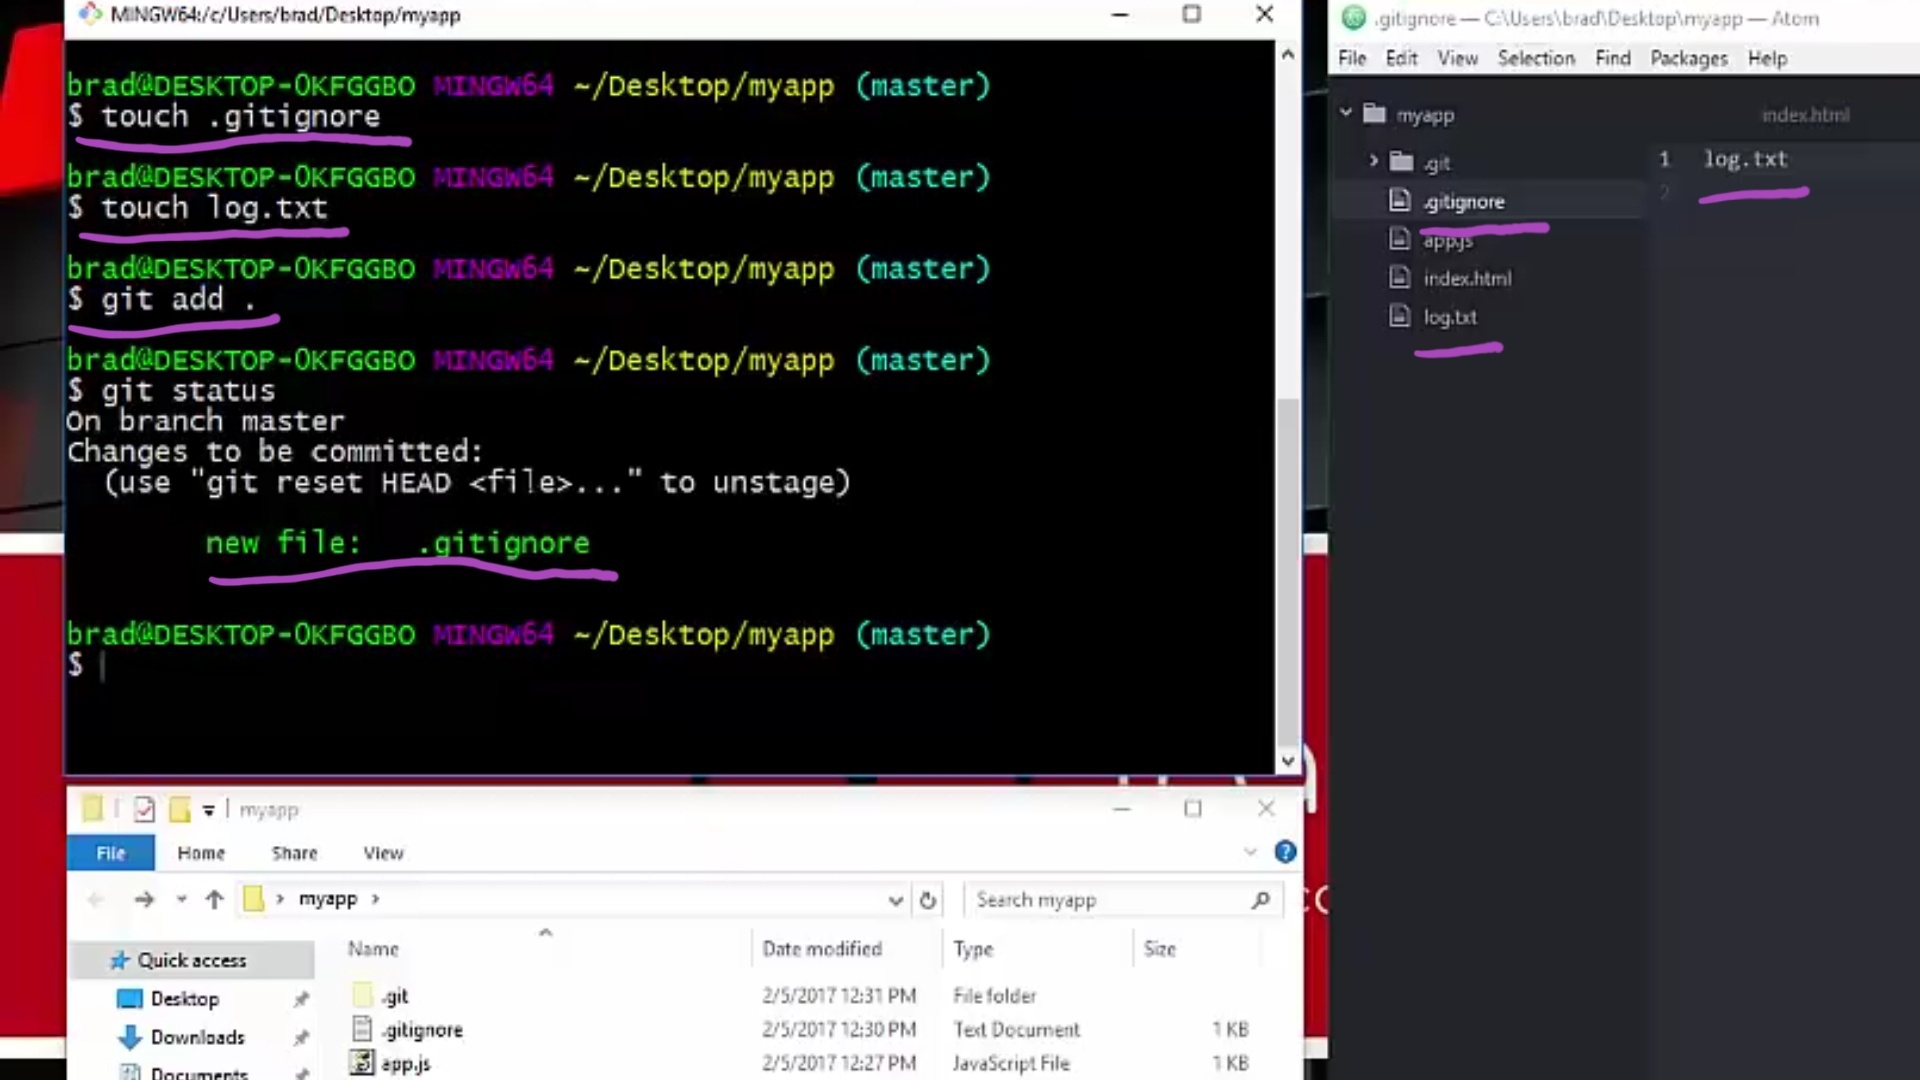 MINGW64:/c/Users/brad/Desktop/myapp
brad@DESKTOP-0KFGGBO MINGW64 ~/Desktop/myapp (master)
$ touch .gitignore
brad@DESKTOP-0KFGGBO MINGW64 ~/Desktop/myapp (master)
$ touch log.txt
brad@DESKTOP-0KFGGBO MINGW64 ~/Desktop/myapp (master)
$ git add .
brad@DESKTOP-0KFGGBO MINGW64 ~/Desktop/myapp (master)
$ git status
On branch master
Changes to be committed:
(use "git reset HEAD <file>..." to unstage)
new file: .gitignore
brad@DESKTOP-0KFGGBO MINGW64 ~/Desktop/myapp (master)
$
.gitignore — C:\Users\brad\Desktop\myapp — Atom
File Edit View Selection Find Packages Help
myapp
.git
.gitignore
app.js
index.html
log.txt
index.html
1 log.txt
2
myapp
File Home Share View
myapp
Search myapp
Quick access
Desktop
Downloads
Documents
Name Date modified Type Size
.git 2/5/2017 12:31 PM File folder
.gitignore 2/5/2017 12:30 PM Text Document 1 KB
app.js 2/5/2017 12:27 PM JavaScript File 1 KB